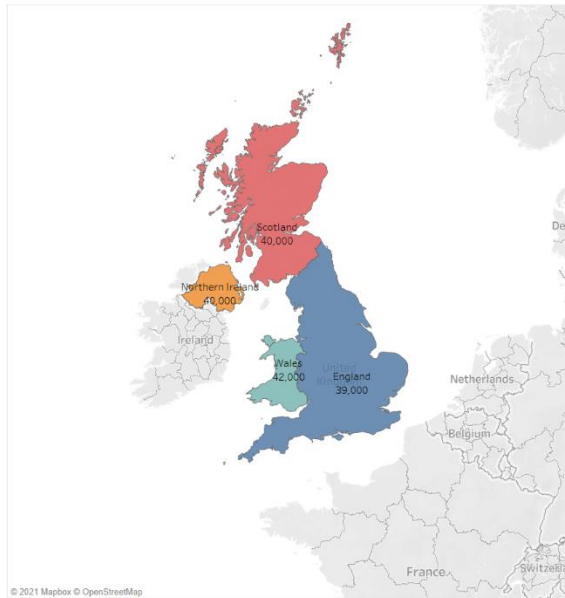 Scotland
40,000
Northern Ireland
40,000
Ireland
Wales
42,000
United
England
39,000
Netherlands
Belgium
France
© 2021 Mapbox © OpenStreetMap